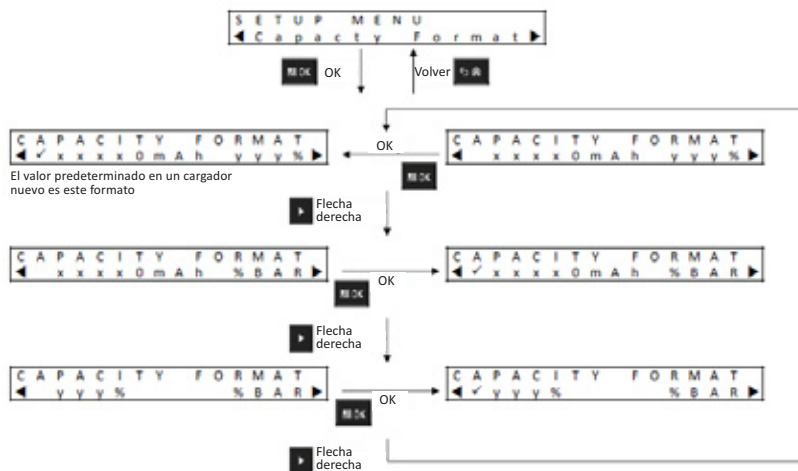 SETUP MENU
◀Capacty Format▶
OK
Volver
OK
CAPACITY FORMAT
◀✓xxxx0mAh yyy%▶
CAPACITY FORMAT
◀ xxxx0mAh yyy%▶
El valor predeterminado en un cargador
nuevo es este formato
Flecha
derecha
CAPACITY FORMAT
◀ xxxx0mAh %BAR▶
OK
CAPACITY FORMAT
◀✓xxxx0mAh %BAR▶
Flecha
derecha
CAPACITY FORMAT
◀ yyy% %BAR▶
OK
CAPACITY FORMAT
◀✓yyy% %BAR▶
Flecha
derecha